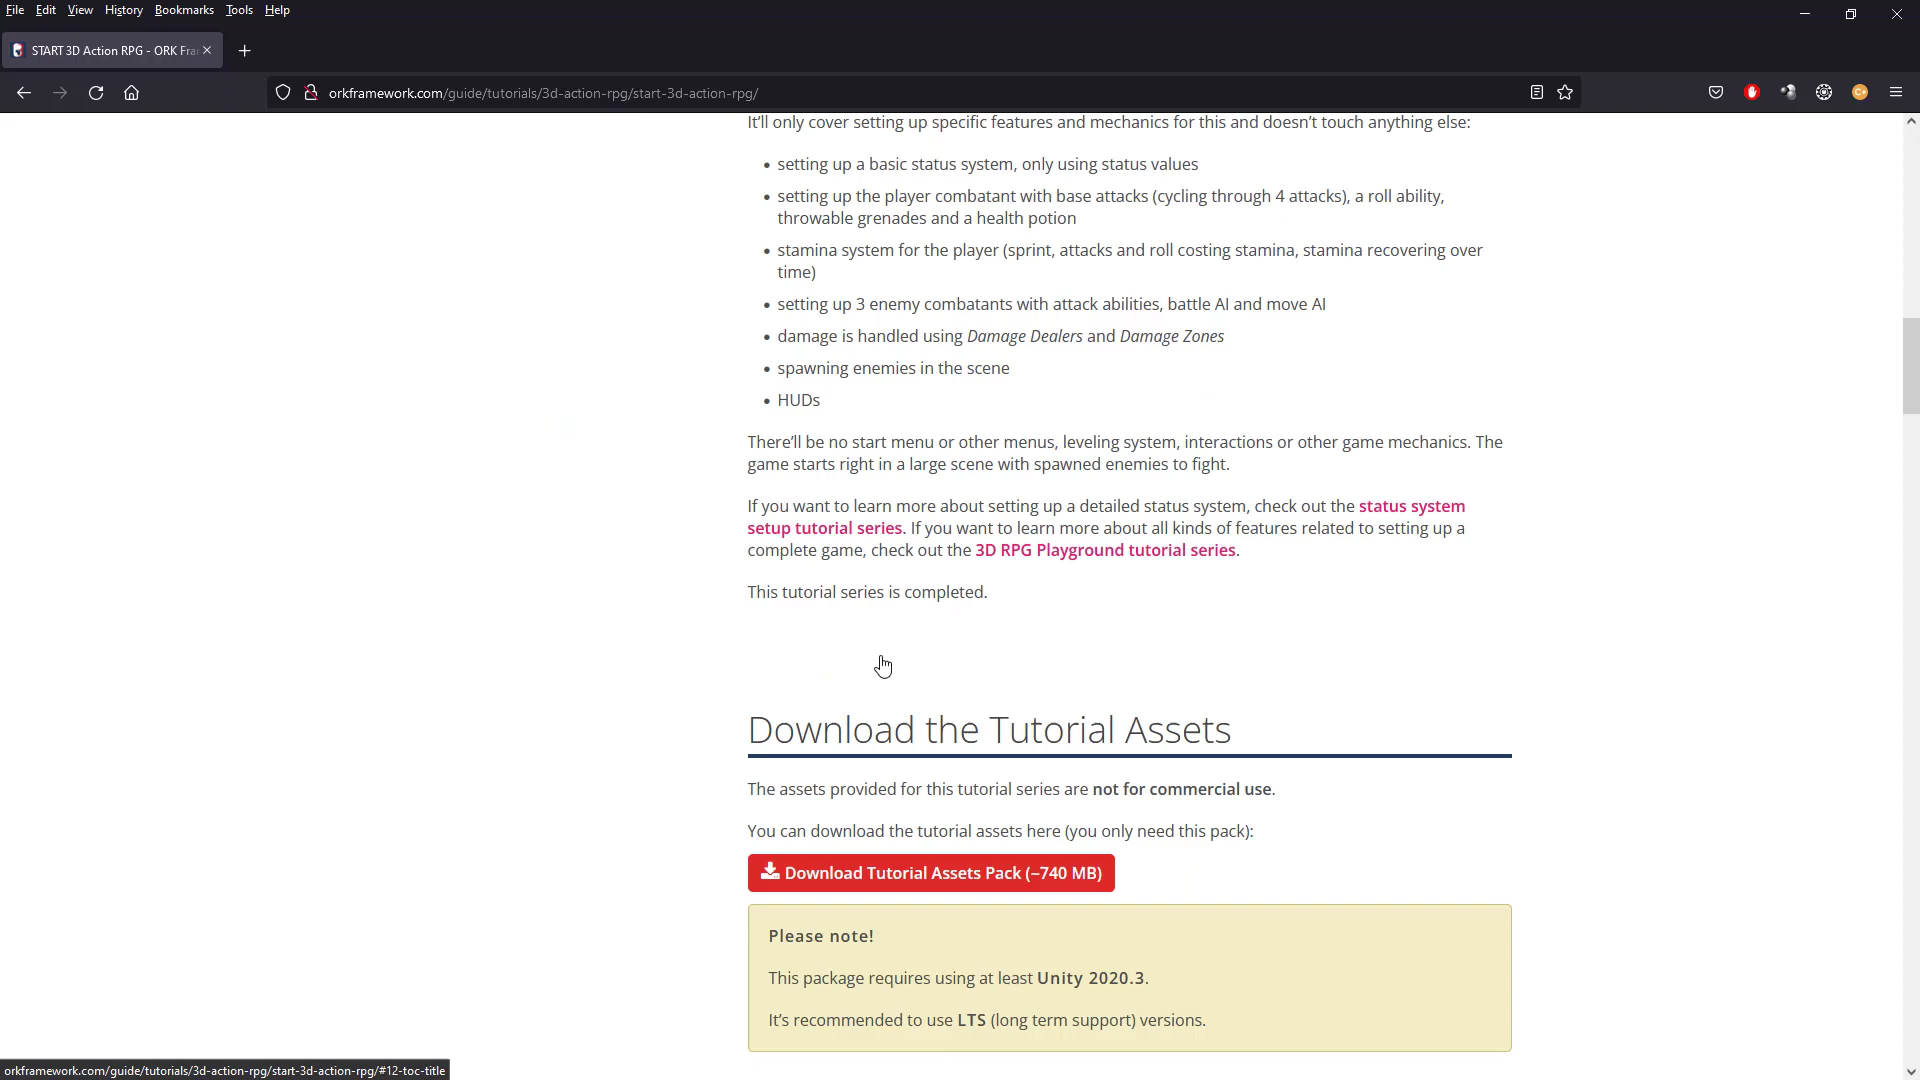 File Edit View History Bookmarks Tools Help
START 3D Action RPG - ORK Fra
orkframework.com/guide/tutorials/3d-action-rpg/start-3d-action-rpg/
It'll only cover setting up specific features and mechanics for this and doesn't touch anything else:
• setting up a basic status system, only using status values
• setting up the player combatant with base attacks (cycling through 4 attacks), a roll ability,
throwable grenades and a health potion
• stamina system for the player (sprint, attacks and roll costing stamina, stamina recovering over
time)
• setting up 3 enemy combatants with attack abilities, battle AI and move AI
• damage is handled using Damage Dealers and Damage Zones
• spawning enemies in the scene
• HUDs
There'll be no start menu or other menus, leveling system, interactions or other game mechanics. The
game starts right in a large scene with spawned enemies to fight.
If you want to learn more about setting up a detailed status system, check out the status system
setup tutorial series. If you want to learn more about all kinds of features related to setting up a
complete game, check out the 3D RPG Playground tutorial series.
This tutorial series is completed.
Download the Tutorial Assets
The assets provided for this tutorial series are not for commercial use.
You can download the tutorial assets here (you only need this pack):
Download Tutorial Assets Pack (~740 MB)
Please note!
This package requires using at least Unity 2020.3.
It's recommended to use LTS (long term support) versions.
orkframework.com/guide/tutorials/3d-action-rpg/start-3d-action-rpg/#12-toc-title